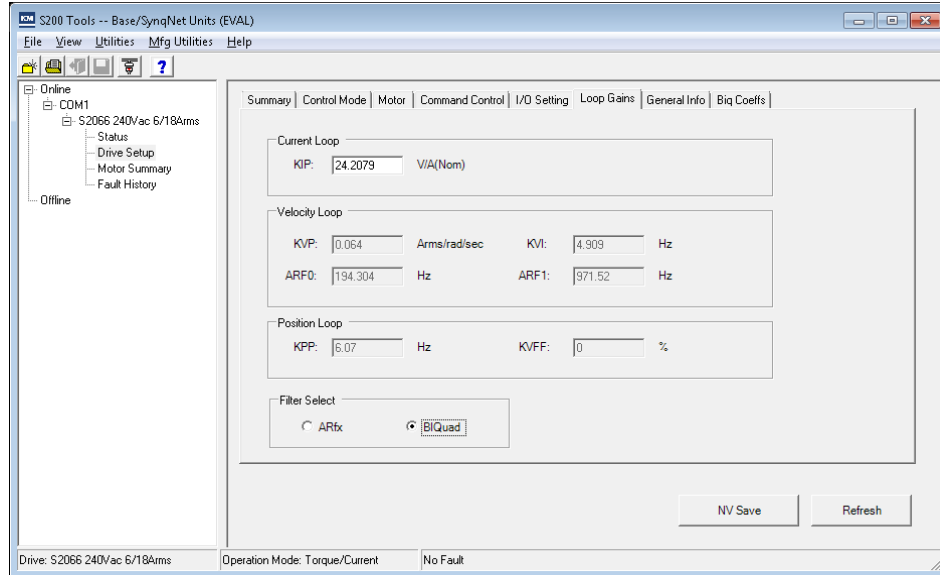 KM S200 Tools -- Base/SynqNet Units (EVAL)
File View Utilities Mfg Utilities Help
?
Online
COM1
S2066 240Vac 6/18Arms
Status
Drive Setup
Motor Summary
Fault History
Offline
Summary Control Mode Motor Command Control I/O Setting Loop Gains General Info Biq Coeffs
Current Loop
KIP: 24.2079 V/A(Nom)
Velocity Loop
KVP: 0.064 Arms/rad/sec KVI: 4.909 Hz
ARF0: 194.304 Hz ARF1: 971.52 Hz
Position Loop
KPP: 6.07 Hz KVFF: 0 %
Filter Select
ARfx BIQuad
NV Save Refresh
Drive: S2066 240Vac 6/18Arms Operation Mode: Torque/Current No Fault